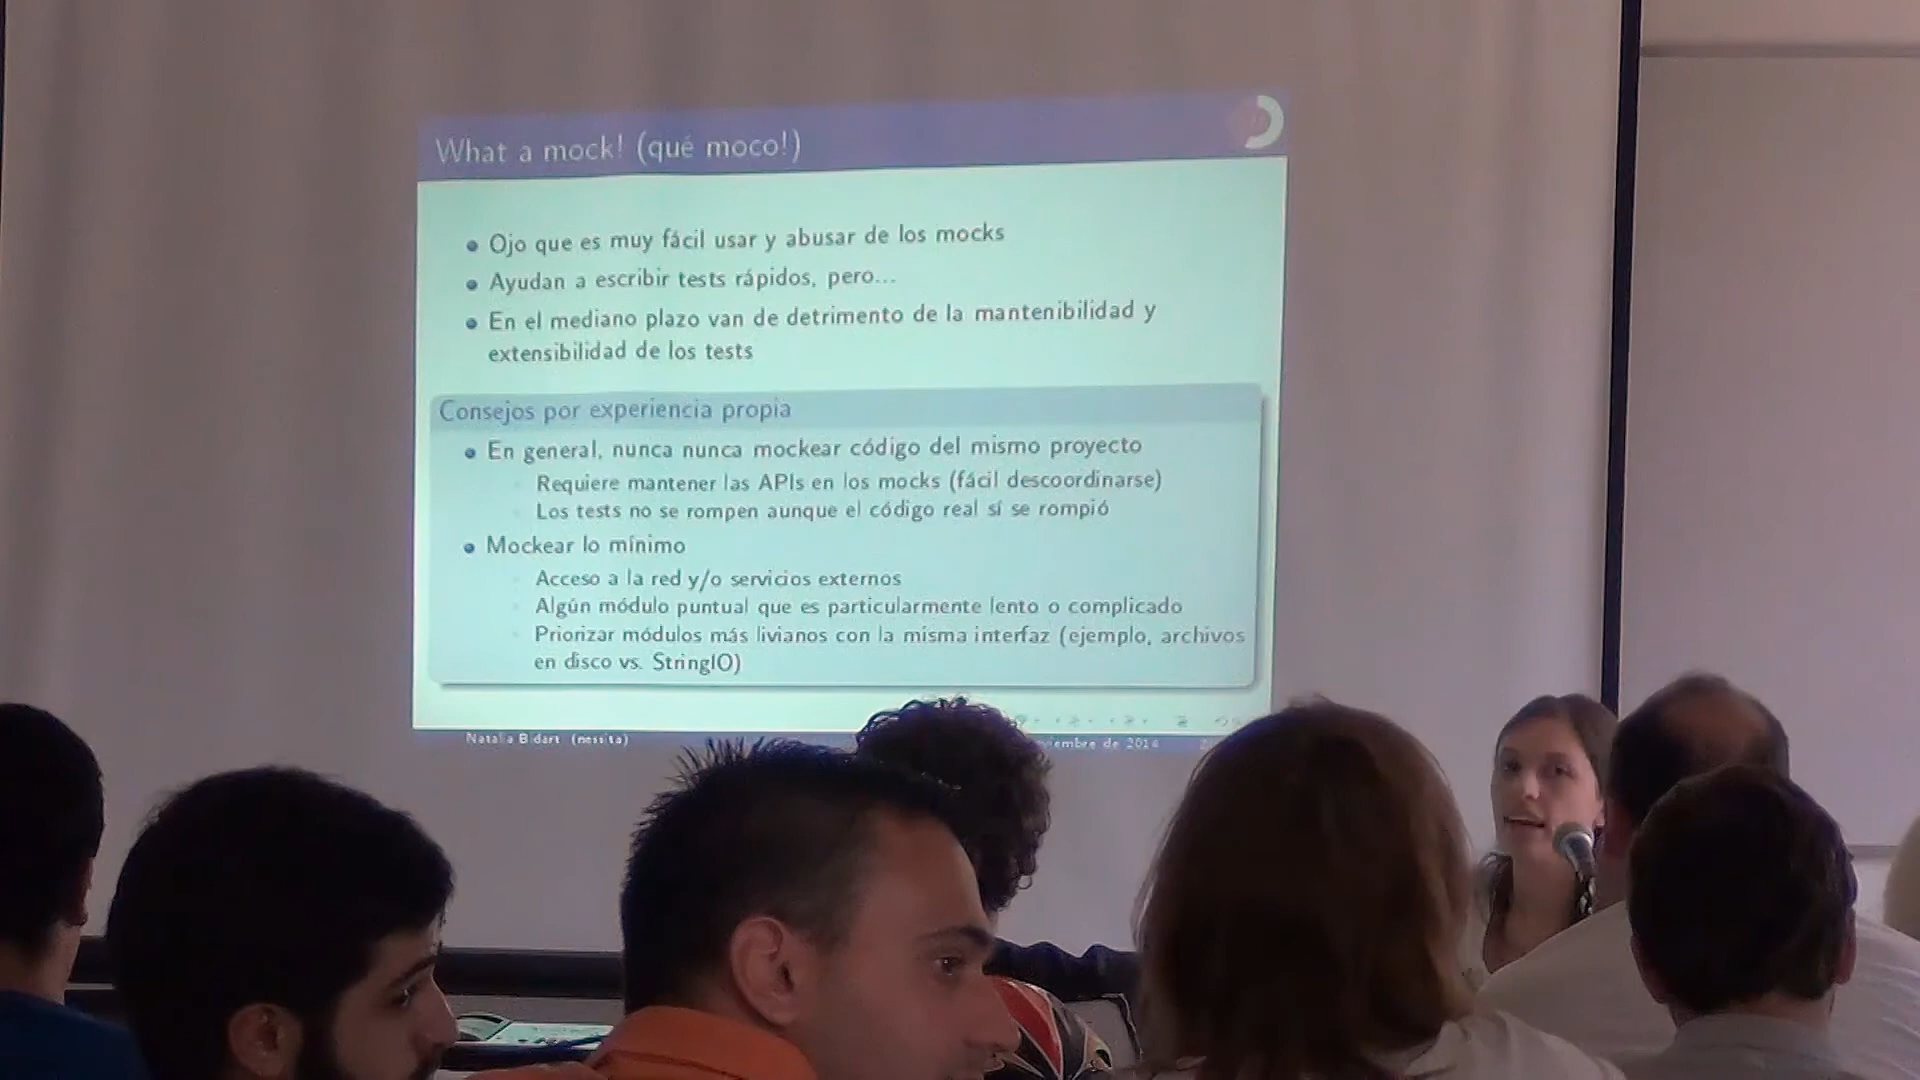 What a mock! (qué moco!)
Ojo que es muy fácil usar y abusar de los mocks
Ayudan a escribir tests rápidos, pero...
En el mediano plazo van de detrimento de la mantenibilidad y
extensibilidad de los tests
Consejos por experiencia propia
En general, nunca nunca mockear código del mismo proyecto
Requiere mantener las APIs en los mocks (fácil descoordinarse)
Los tests no se rompen aunque el código real sí se rompió
Mockear lo mínimo
Acceso a la red y/o servicios externos
Algún módulo puntual que es particularmente lento o complicado
Priorizar módulos más livianos con la misma interfaz (ejemplo, archivos
en disco vs. StringIO)
Natalia Bidart (nessita)
de 2014